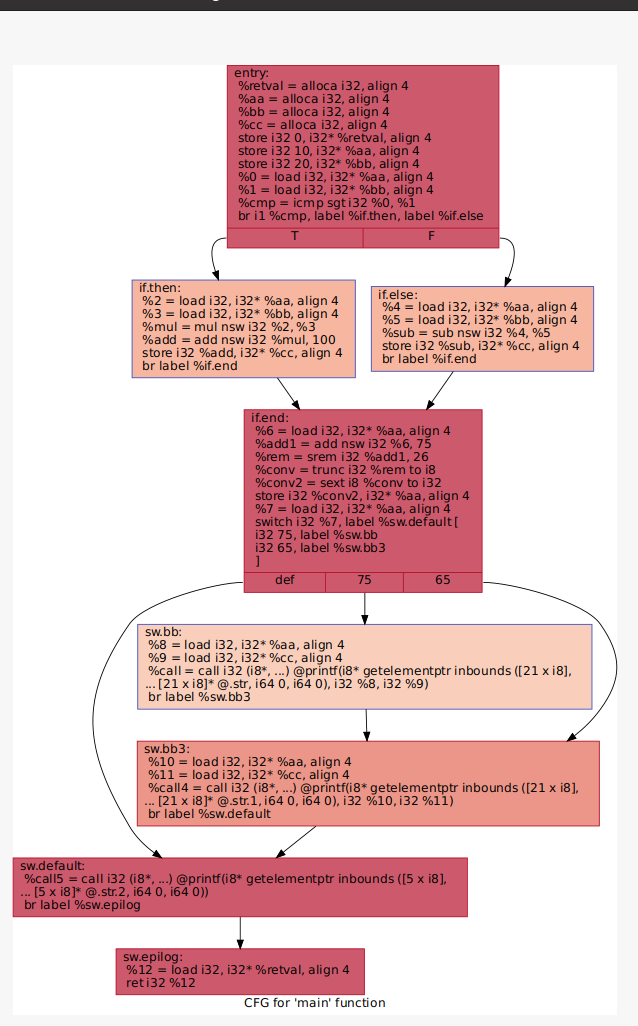 entry:
%retval = alloca i32, align 4
%aa = alloca i32, align 4
%bb = alloca i32, align 4
%cc = alloca i32, align 4
store i32 0, i32* %retval, align 4
store i32 10, i32* %aa, align 4
store i32 20, i32* %bb, align 4
%0 = load i32, i32* %aa, align 4
%1 = load i32, i32* %bb, align 4
%cmp = icmp sgt i32 %0, %1
br i1 %cmp, label %if.then, label %if.else
T
F
if.then:
%2 = load i32, i32* %aa, align 4
%3 = load i32, i32* %bb, align 4
%mul = mul nsw i32 %2, %3
%add = add nsw i32 %mul, 100
store i32 %add, i32* %cc, align 4
br label %if.end
if.else:
%4 = load i32, i32* %aa, align 4
%5 = load i32, i32* %bb, align 4
%sub = sub nsw i32 %4, %5
store i32 %sub, i32* %cc, align 4
br label %if.end
if.end:
%6 = load i32, i32* %aa, align 4
%add1 = add nsw i32 %6, 75
%rem = srem i32 %add1, 26
%conv = trunc i32 %rem to i8
%conv2 = sext i8 %conv to i32
store i32 %conv2, i32* %aa, align 4
%7 = load i32, i32* %aa, align 4
switch i32 %7, label %sw.default [
i32 75, label %sw.bb
i32 65, label %sw.bb3
]
def
75
65
sw.bb:
%8 = load i32, i32* %aa, align 4
%9 = load i32, i32* %cc, align 4
%call = call i32 (i8*, ...) @printf(i8* getelementptr inbounds ([21 x i8],
... [21 x i8]* @.str, i64 0, i64 0), i32 %8, i32 %9)
br label %sw.bb3
sw.bb3:
%10 = load i32, i32* %aa, align 4
%11 = load i32, i32* %cc, align 4
%call4 = call i32 (i8*, ...) @printf(i8* getelementptr inbounds ([21 x i8],
... [21 x i8]* @.str.1, i64 0, i64 0), i32 %10, i32 %11)
br label %sw.default
sw.default:
%call5 = call i32 (i8*, ...) @printf(i8* getelementptr inbounds ([5 x i8],
... [5 x i8]* @.str.2, i64 0, i64 0))
br label %sw.epilog
sw.epilog:
%12 = load i32, i32* %retval, align 4
ret i32 %12
CFG for 'main' function